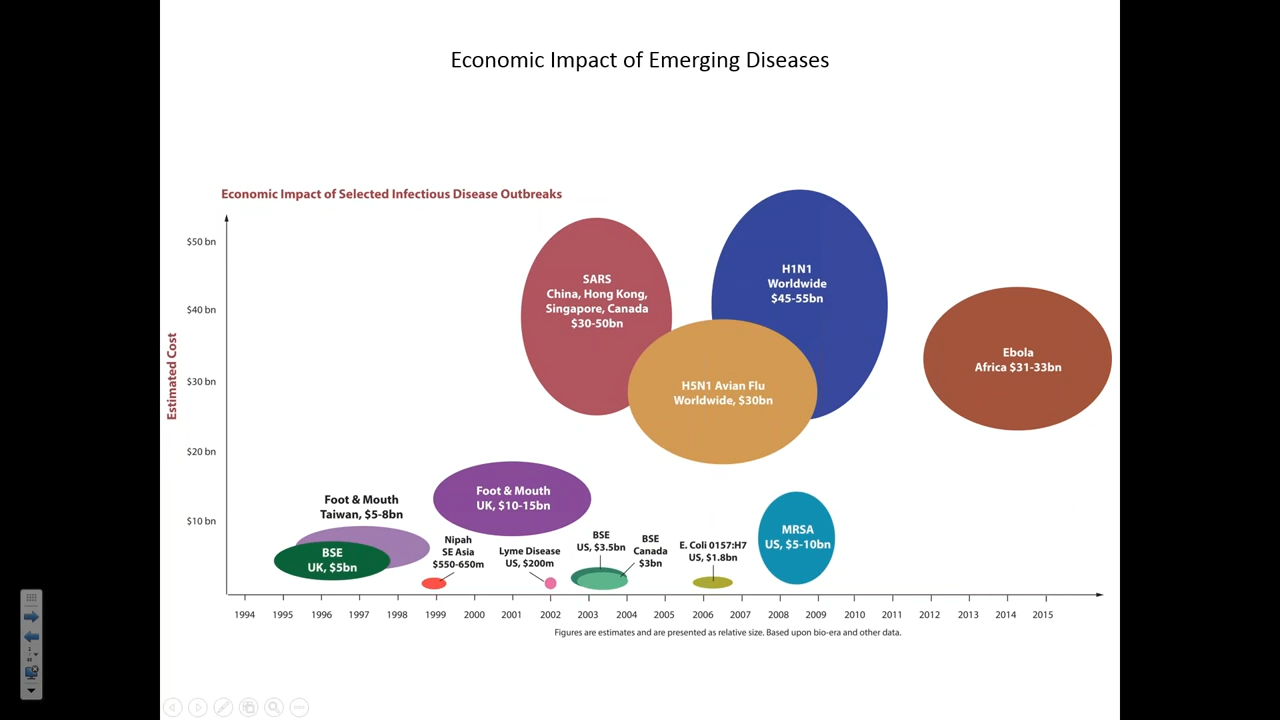 Economic Impact of Emerging Diseases
Economic Impact of Selected Infectious Disease Outbreaks
Estimated Cost
$50 bn
$40 bn
$30 bn
$20 bn
$10 bn
SARS
China, Hong Kong,
Singapore, Canada
$30-50bn
H1N1
Worldwide
$45-55bn
H5N1 Avian Flu
Worldwide, $30bn
Ebola
Africa $31-33bn
Foot & Mouth
Taiwan, $5-8bn
BSE
UK, $5bn
Foot & Mouth
UK, $10-15bn
Nipah
SE Asia
$550-650m
Lyme Disease
US, $200m
BSE
US, $3.5bn
BSE
Canada
$3bn
E. Coli 0157:H7
US, $1.8bn
MRSA
US, $5-10bn
1994 1995 1996 1997 1998 1999 2000 2001 2002 2003 2004 2005 2006 2007 2008 2009 2010 2011 2012 2013 2014 2015
Figures are estimates and are presented as relative size. Based upon bio-era and other data.